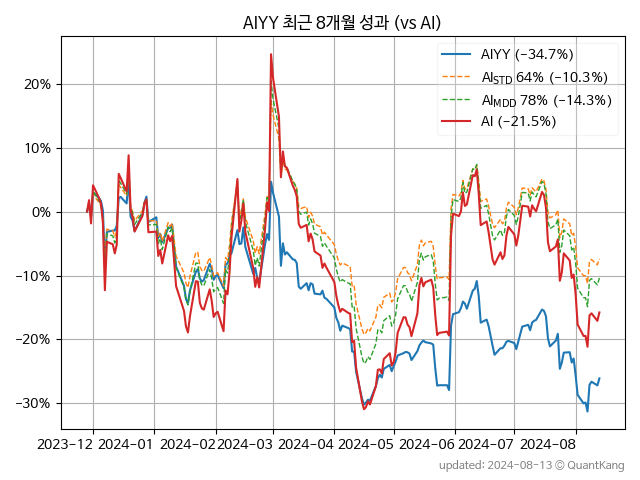 AIYY 최근 8개월 성과 (vs AI)
AIYY (−34.7%)
AISTD 64% (−10.3%)
AIMDD 78% (−14.3%)
AI (−21.5%)
20%
10%
0%
−10%
−20%
−30%
2023−12 2024−01 2024−02 2024−03 2024−04 2024−05 2024−06 2024−07 2024−08
updated: 2024-08-13 © QuantKang